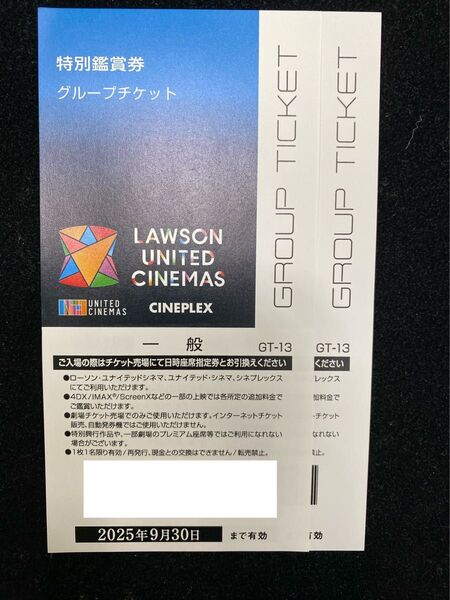 特別鑑賞券
グループチケット
LAWSON
UNITED
CINEMAS
UNITED
CINEMAS
CINEPLEX
GROUP TICKET
GROUP TICKET
一般
GT-13
GT-13
ご入場の際はチケット売場にて日時座席指定券とお引換えください
ください
●ローソン・ユナイテッドシネマ、ユナイテッド・シネマ、シネプレックス
にてご利用いただけます。
●4DX/IMAX®/ScreenXなどの一部の上映では各所定の追加料金で
ご鑑賞いただけます。
●劇場チケット売場でのみご使用いただけます。インターネットチケット
販売、自動発券機ではご使用いただけません。
●特別興行作品や、一部劇場のプレミアム座席等ではご利用になれない
場合がございます。
●1枚1名限り有効/再発行、現金との交換はできません/転売禁止。
レックス
加料金で
ーチケット
になれない
禁止。
2025年9月30日 まで有効
有効